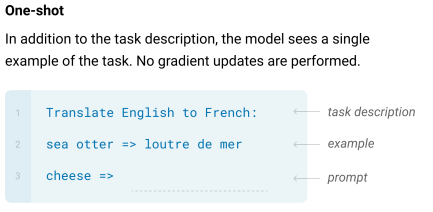 One-shot
In addition to the task description, the model sees a single
example of the task. No gradient updates are performed.
1 Translate English to French: task description
2 sea otter => loutre de mer example
3 cheese => prompt